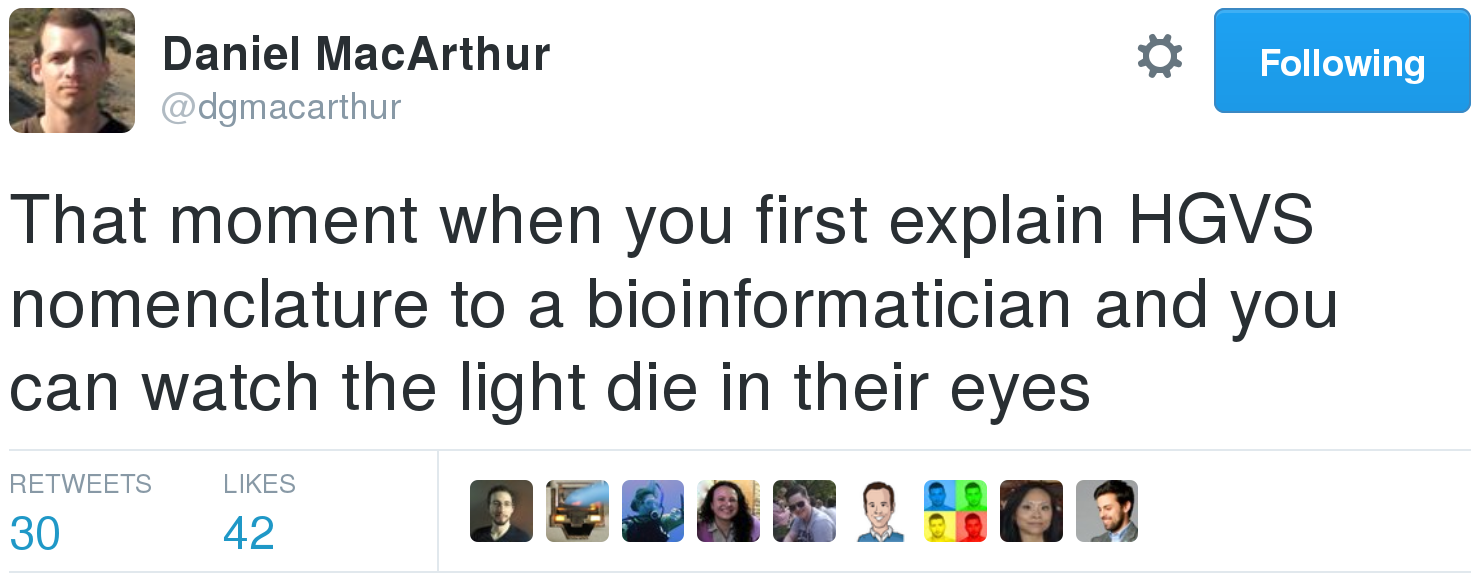 Daniel MacArthur
@dgmacarthur
Following
That moment when you first explain HGVS
nomenclature to a bioinformatician and you
can watch the light die in their eyes
RETWEETS LIKES
30 42